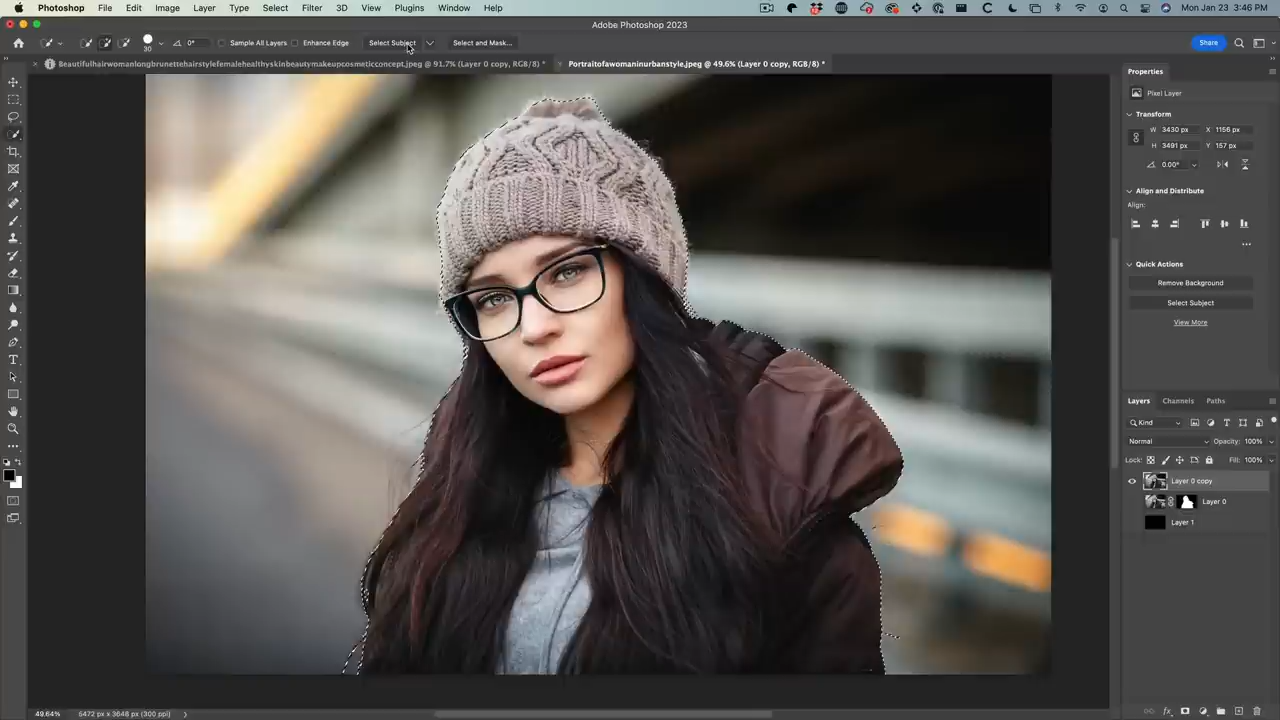 Photoshop File Edit Image Layer Type Select Filter 3D View Plugins Window Help Mon Jan 23 3:46 PM
Adobe Photoshop 2023
30 0° Sample All Layers Enhance Edge Select Subject Select and Mask... Share
Beautifulhairwomanlongbrunettehairstylefemalehealthyskinbeautymakeupcosmeticconcept.jpeg @ 91.7% (Layer 0 copy, RGB/8) * Portraitofawomaninurbanstyle.jpeg @ 49.6% (Layer 0 copy, RGB/8) *
Properties
Pixel Layer
Transform
W 3430 px X 1156 px
H 3491 px Y 157 px
0.00°
Align and Distribute
Align:
Quick Actions
Remove Background
Select Subject
View More
Layers Channels Paths
Kind
Normal Opacity: 100%
Lock: Fill: 100%
Layer 0 copy
Layer 0
Layer 1
49.64% 5472 px x 3648 px (300 ppi)